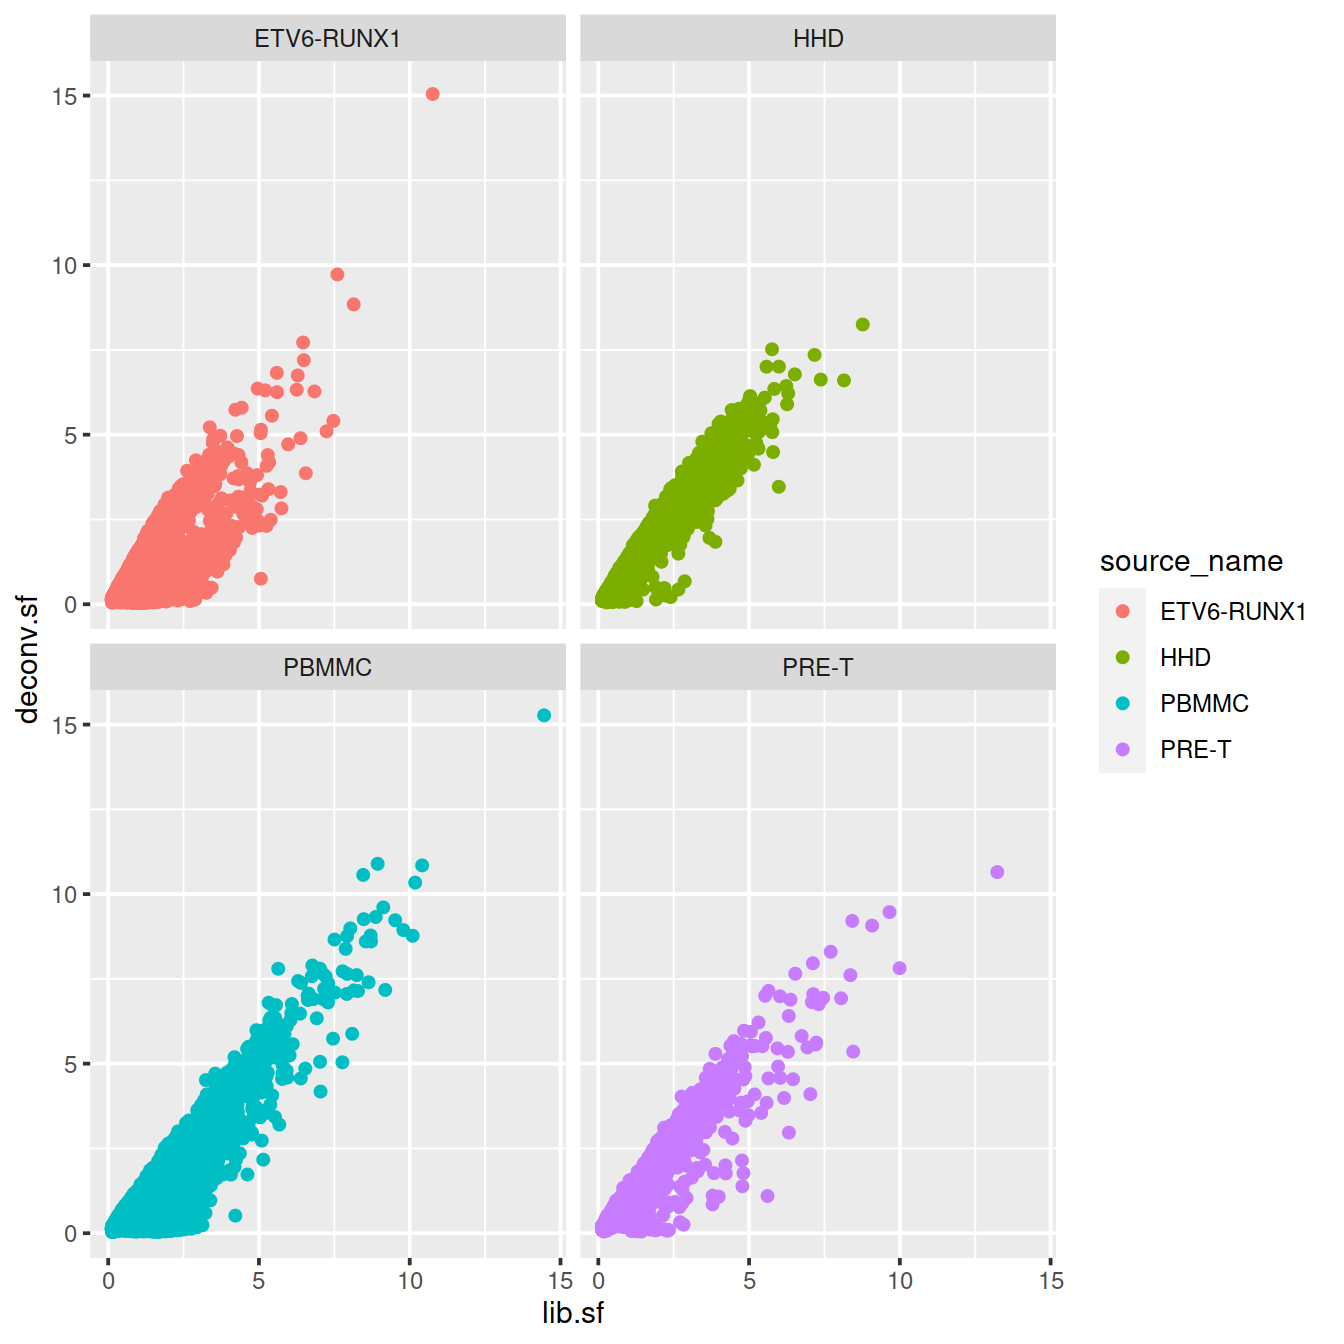 ETV6-RUNX1 HHD
15
10
5
0
PBMMC PRE-T
15
10
5
0
0 5 10 15 0 5 10 15
lib.sf
deconv.sf
source_name
ETV6-RUNX1
HHD
PBMMC
PRE-T